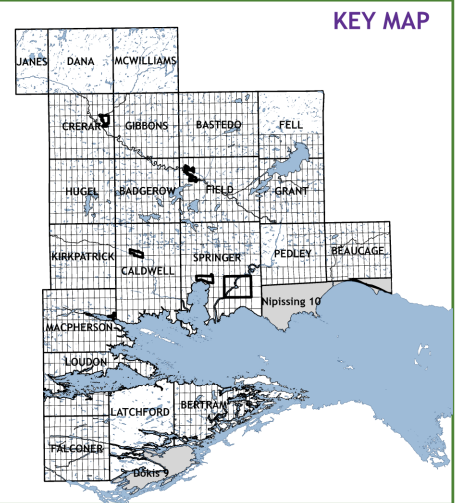 KEY MAP
JANES DANA MCWILLIAMS
CRERAR GIBBONS BASTEDO FELL
HUGEL BADGEROW FIELD GRANT
KIRKPATRICK CALDWELL SPRINGER PEDLEY BEAUCAGE
Nipissing 10
MACPHERSON
LOUDON
LATCHFORD BERTRAM
FALCONER
Dokis 9